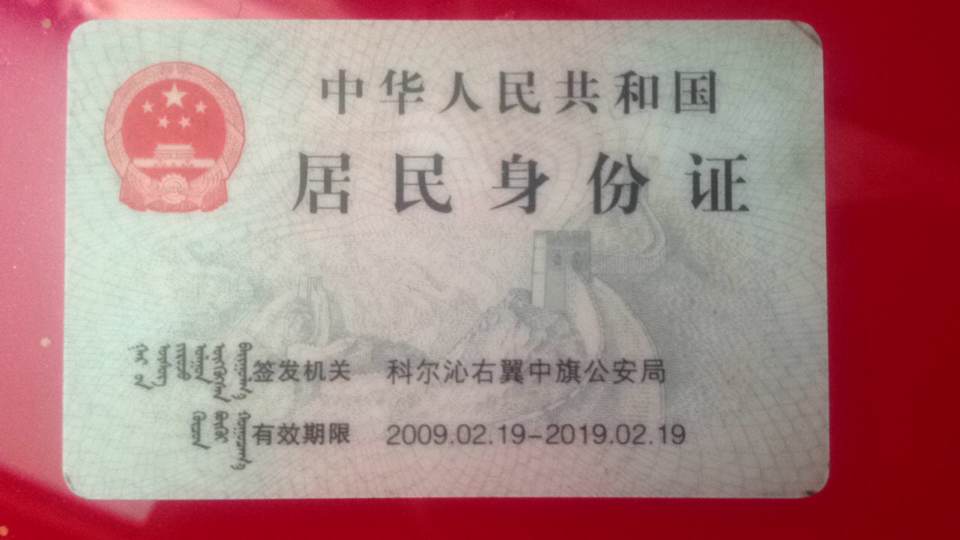 中华人民共和国
居民身份证
签发机关 科尔沁右翼中旗公安局
有效期限 2009.02.19-2019.02.19